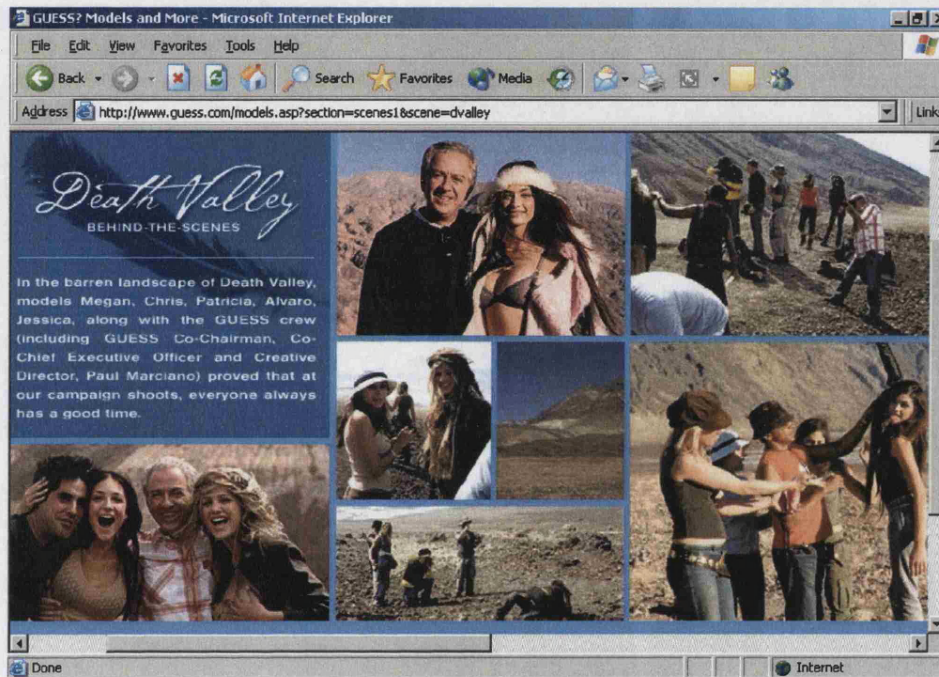 GUESS? Models and More - Microsoft Internet Explorer
File Edit View Favorites Tools Help
Back Search Favorites Media
Address http://www.guess.com/models.asp?section=scenes1&scene=dvalley Link
Death Valley
BEHIND-THE-SCENES
In the barren landscape of Death Valley,
models Megan, Chris, Patricia, Alvaro,
Jessica, along with the GUESS crew
(including GUESS Co-Chairman, Co-
Chief Executive Officer and Creative
Director, Paul Marciano) proved that at
our campaign shoots, everyone always
has a good time.
Done Internet